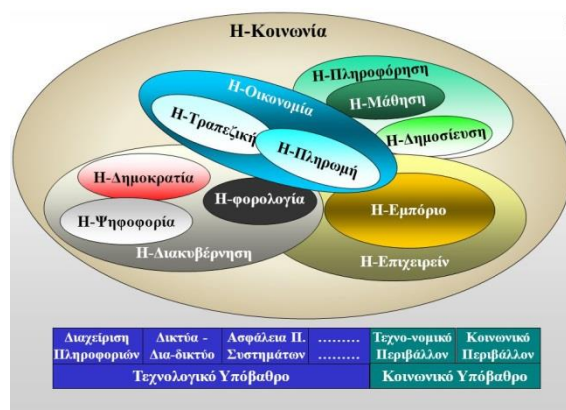 Η-Κοινωνία
Η-Πληροφόρηση
Η-Οικονομία
Η-Μάθηση
Η-Τραπεζική
Η-Δημοσίευση
Η-Πληρωμή
Η-Δημοκρατία
Η-φορολογία
Η-Εμπόριο
Η-Ψηφοφορία
Η-Διακυβέρνηση
Η-Επιχειρείν
Διαχείριση Πληροφοριών
Δικτύα - Δια-δικτύο
Ασφάλεια Π. Συστημάτων
......... .........
Τεχνο-νομικό Περιβάλλον
Κοινωνικό Περιβάλλον
Τεχνολογικό Υπόβαθρο
Κοινωνικό Υπόβαθρο